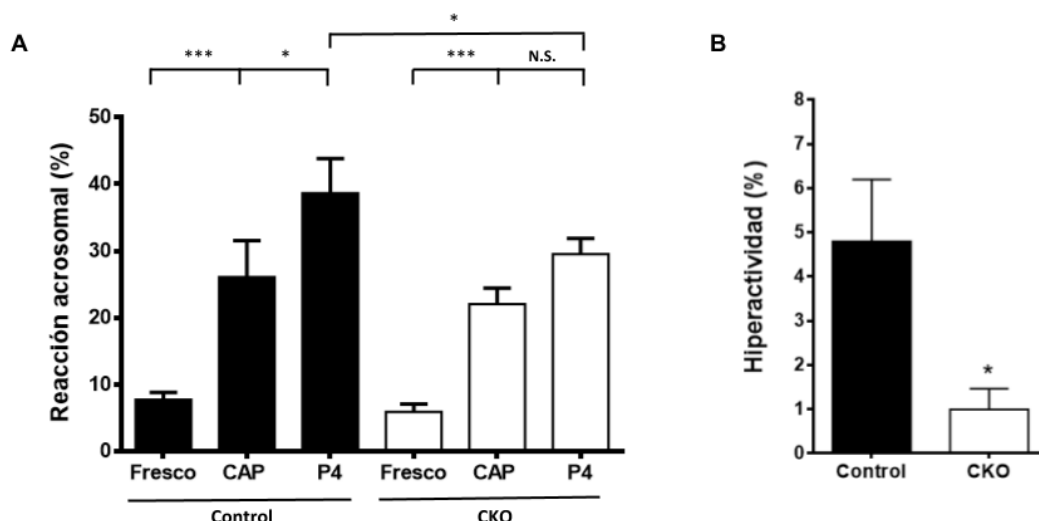 A
*
***
*
***
N.S.
Reacción acrosomal (%)
50
40
30
20
10
0
Fresco CAP P4 Fresco CAP P4
Control CKO
B
Hiperactividad (%)
8
7
6
5
4
2
1
0
*
Control CKO